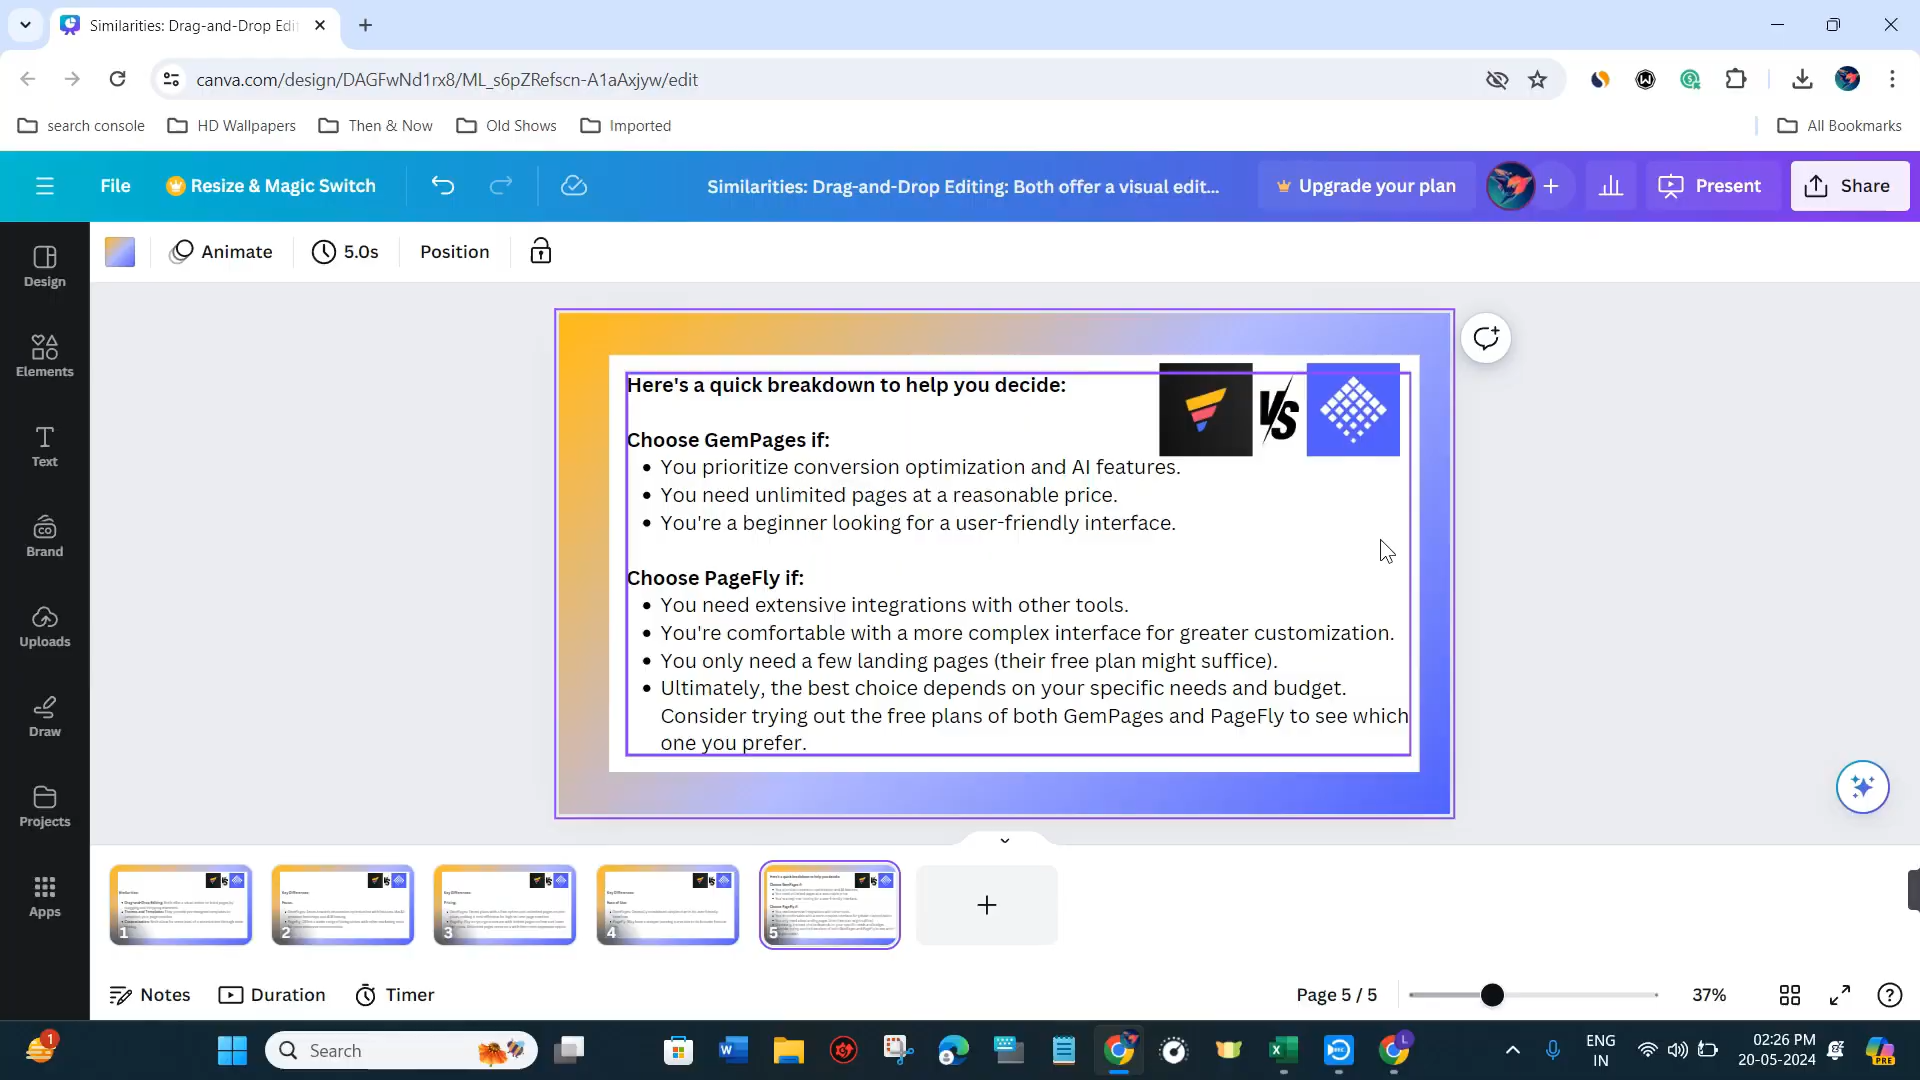 Similarities: Drag-and-Drop Edi
canva.com/design/DAGFwNd1rx8/ML_s6pZRefscn-A1aAxjyw/edit
search console
HD Wallpapers
Then & Now
Old Shows
Imported
All Bookmarks
File
Resize & Magic Switch
Similarities: Drag-and-Drop Editing: Both offer a visual edit...
Upgrade your plan
Present
Share
Animate
5.0s
Position
Design
Elements
Text
Brand
Uploads
Draw
Projects
Apps
Here's a quick breakdown to help you decide:
VS
Choose GemPages if:
• You prioritize conversion optimization and AI features.
• You need unlimited pages at a reasonable price.
• You're a beginner looking for a user-friendly interface.
Choose PageFly if:
• You need extensive integrations with other tools.
• You're comfortable with a more complex interface for greater customization.
• You only need a few landing pages (their free plan might suffice).
• Ultimately, the best choice depends on your specific needs and budget.
Consider trying out the free plans of both GemPages and PageFly to see which
one you prefer.
1
2
3
4
5
Notes
Duration
Timer
Page 5 / 5
37%
1
Search
ENG
IN
02:26 PM
20-05-2024